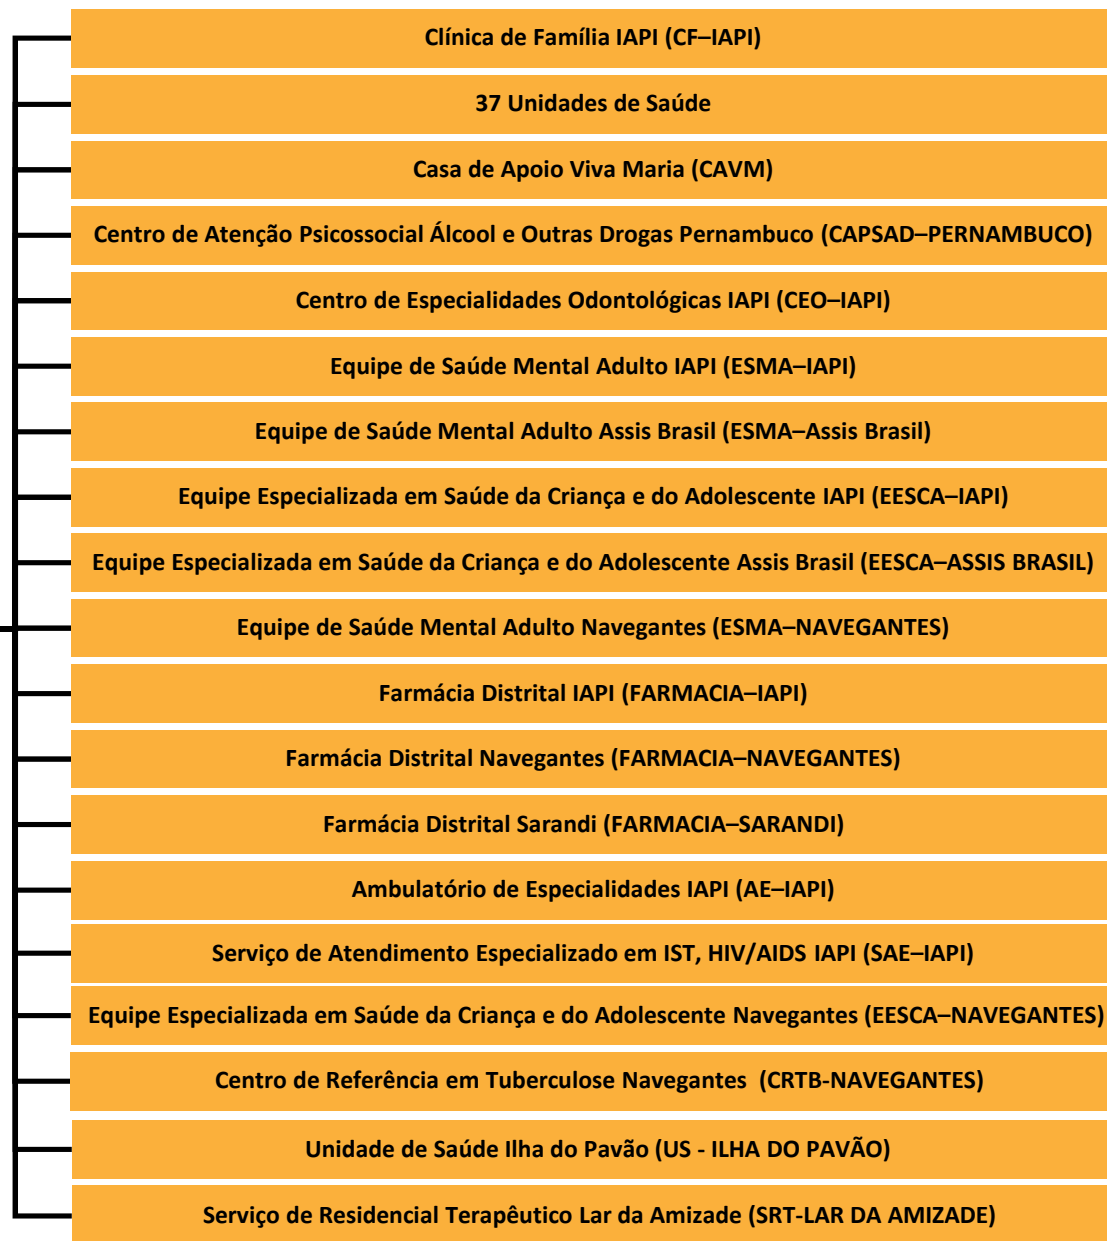 Clínica de Família IAPI (CF–IAPI)
37 Unidades de Saúde
Casa de Apoio Viva Maria (CAVM)
Centro de Atenção Psicossocial Álcool e Outras Drogas Pernambuco (CAPSAD–PERNAMBUCO)
Centro de Especialidades Odontológicas IAPI (CEO–IAPI)
Equipe de Saúde Mental Adulto IAPI (ESMA–IAPI)
Equipe de Saúde Mental Adulto Assis Brasil (ESMA–Assis Brasil)
Equipe Especializada em Saúde da Criança e do Adolescente IAPI (EESCA–IAPI)
Equipe Especializada em Saúde da Criança e do Adolescente Assis Brasil (EESCA–ASSIS BRASIL)
Equipe de Saúde Mental Adulto Navegantes (ESMA–NAVEGANTES)
Farmácia Distrital IAPI (FARMACIA–IAPI)
Farmácia Distrital Navegantes (FARMACIA–NAVEGANTES)
Farmácia Distrital Sarandi (FARMACIA–SARANDI)
Ambulatório de Especialidades IAPI (AE–IAPI)
Serviço de Atendimento Especializado em IST, HIV/AIDS IAPI (SAE–IAPI)
Equipe Especializada em Saúde da Criança e do Adolescente Navegantes (EESCA–NAVEGANTES)
Centro de Referência em Tuberculose Navegantes (CRTB-NAVEGANTES)
Unidade de Saúde Ilha do Pavão (US - ILHA DO PAVÃO)
Serviço de Residencial Terapêutico Lar da Amizade (SRT-LAR DA AMIZADE)